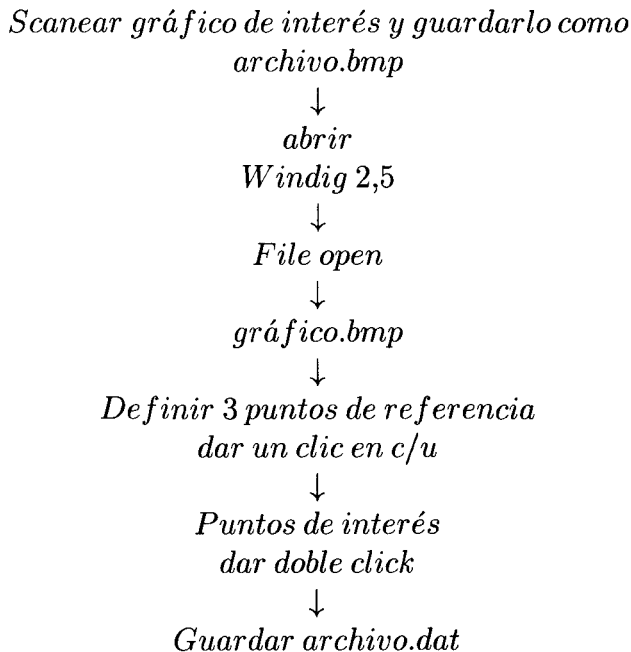 Scanear gráfico de interés y guardarlo como
archivo.bmp
↓
abrir
Windig 2,5
↓
File open
↓
gráfico.bmp
↓
Definir 3 puntos de referencia
dar un clic en c/u
↓
Puntos de interés
dar doble click
↓
Guardar archivo.dat